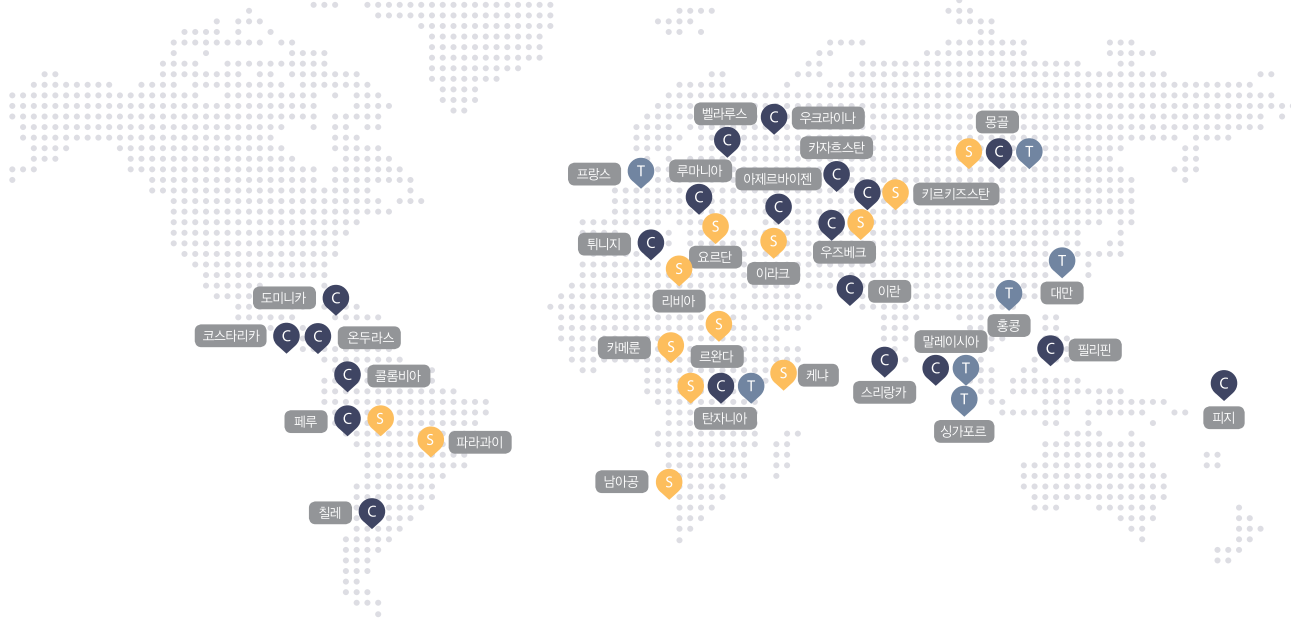 벨라루스
C
우크라이나
몽골
C
카자흐스탄
S
C
T
프랑스
T
루마니아
아제르바이젠
C
C
C
S
키르키즈스탄
C
튀니지
C
S
요르단
S
이라크
C
S
우즈베크
S
리비아
C
이란
T
대만
도미니카
C
T
홍콩
코스타리카
C
C
온두라스
카메룬
S
S
르완다
말레이시아
C
필리핀
콜롬비아
C
S
C
T
탄자니아
S
케냐
C
스리랑카
C
T
T
싱가포르
C
피지
페루
C
S
S
파라과이
남아공
S
칠레
C